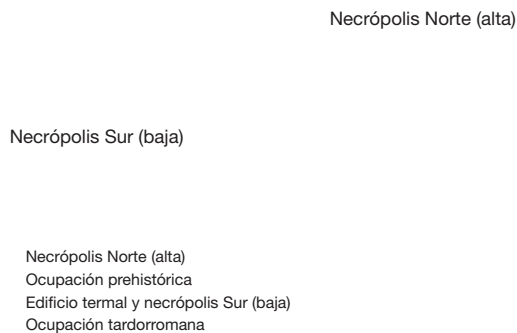 Necrópolis Norte (alta)
Necrópolis Sur (baja)
Necrópolis Norte (alta)
Ocupación prehistórica
Edificio termal y necrópolis Sur (baja)
Ocupación tardorromana